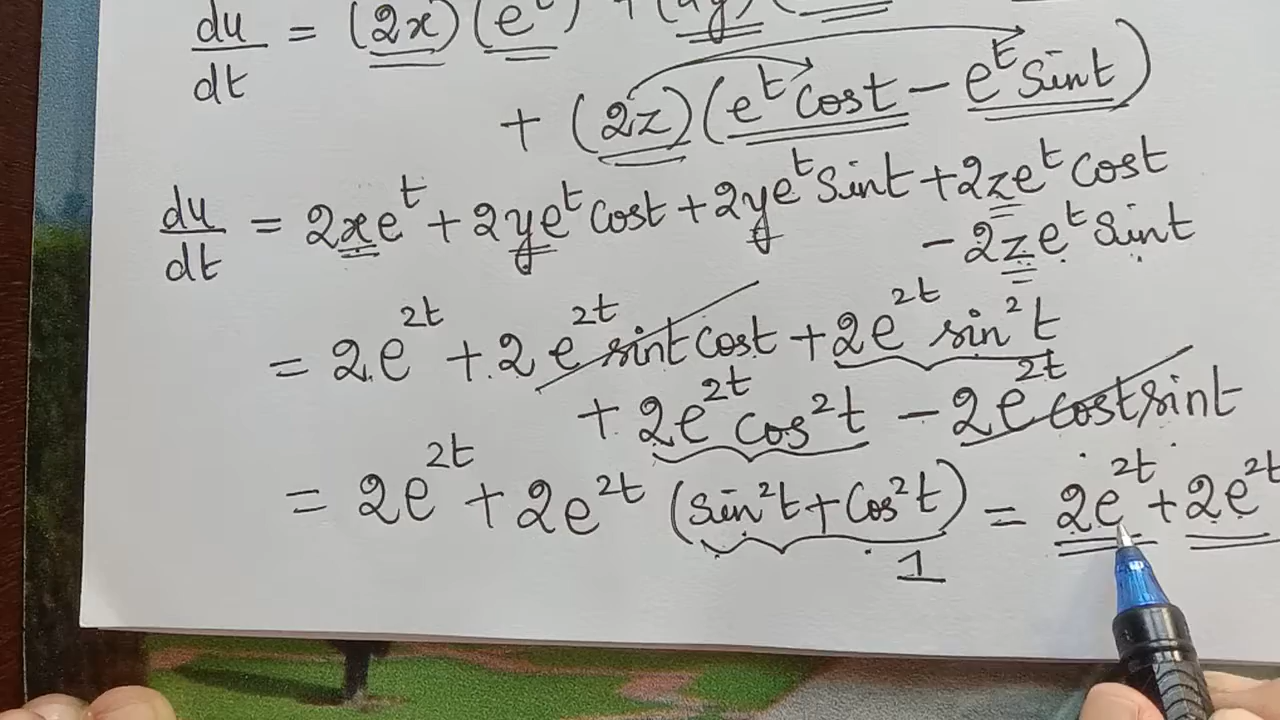 du/dt = (2x)(e^t) + (2y)
+ (2z)(e^t cost − e^t sint)
du/dt = 2xe^t + 2ye^t cost + 2ye^t sint + 2ze^t cost
− 2ze^t sint
= 2e^2t + 2e^2t sint cost + 2e^2t sin^2 t
+ 2e^2t cos^2 t − 2e^2t cost sint
= 2e^2t + 2e^2t (sin^2 t + cos^2 t) = 2e^2t + 2e^2t
1